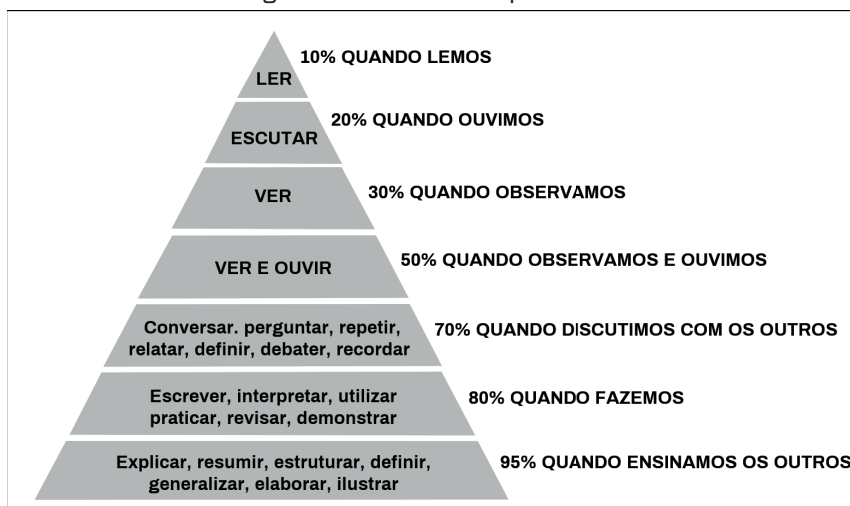 10% QUANDO LEMOS
LER
20% QUANDO OUVIMOS
ESCUTAR
30% QUANDO OBSERVAMOS
VER
50% QUANDO OBSERVAMOS E OUVIMOS
VER E OUVIR
70% QUANDO DISCUTIMOS COM OS OUTROS
Conversar. perguntar, repetir,
relatar, definir, debater, recordar
80% QUANDO FAZEMOS
Escrever, interpretar, utilizar
praticar, revisar, demonstrar
95% QUANDO ENSINAMOS OS OUTROS
Explicar, resumir, estruturar, definir,
generalizar, elaborar, ilustrar